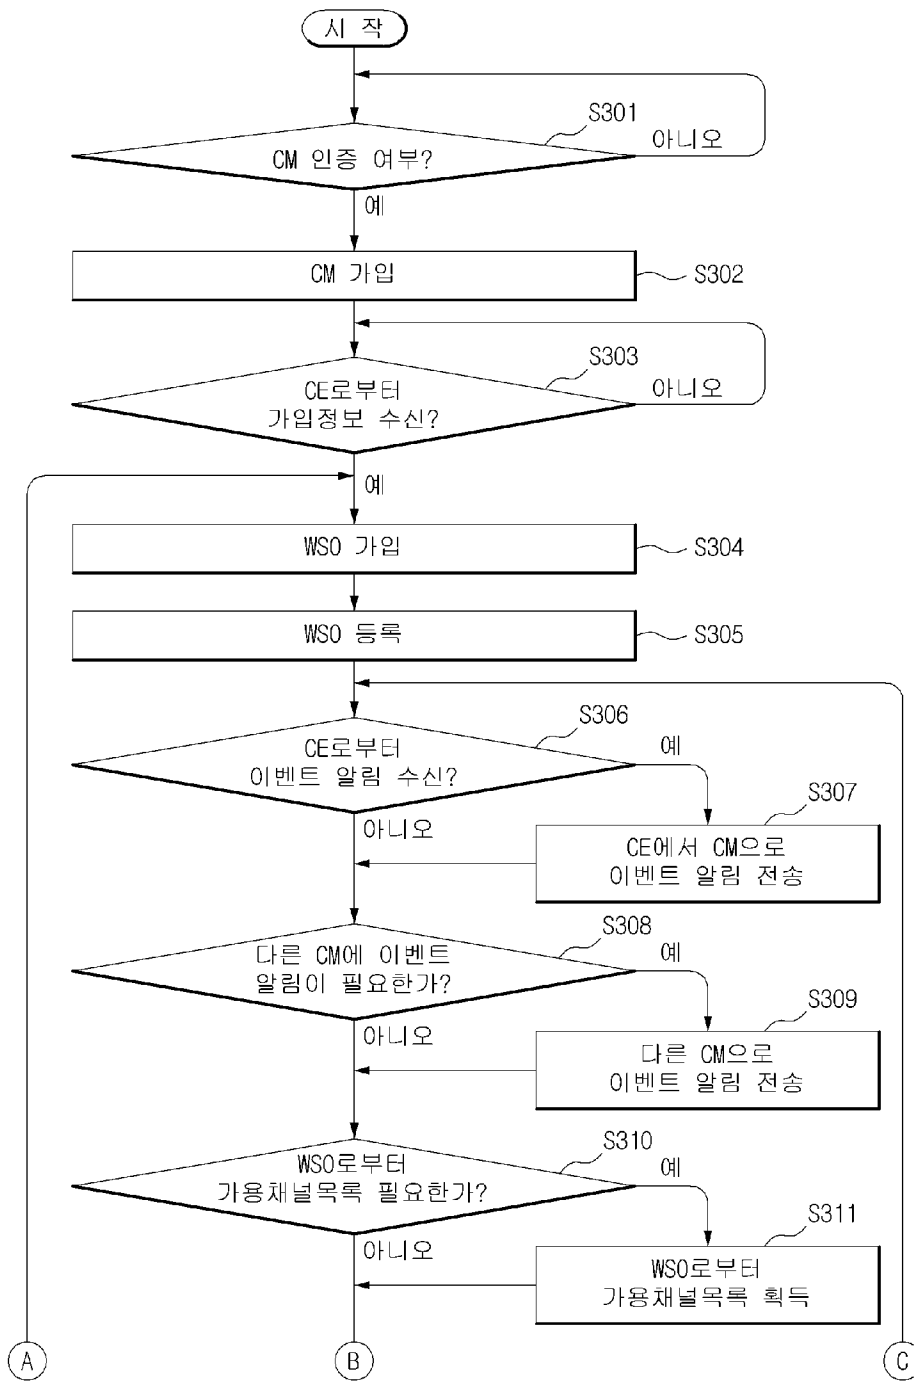 시 작
S301
아니오
CM 인증 여부?
예
CM 가입
S302
S303
아니오
CE로부터
가입정보 수신?
예
WSO 가입
S304
WSO 등록
S305
S306
예
CE로부터
이벤트 알림 수신?
S307
아니오
CE에서 CM으로
이벤트 알림 전송
S308
예
다른 CM에 이벤트
알림이 필요한가?
S309
아니오
다른 CM으로
이벤트 알림 전송
S310
예
WSO로부터
가용채널목록 필요한가?
S311
아니오
WSO로부터
가용채널목록 획득
A
B
C